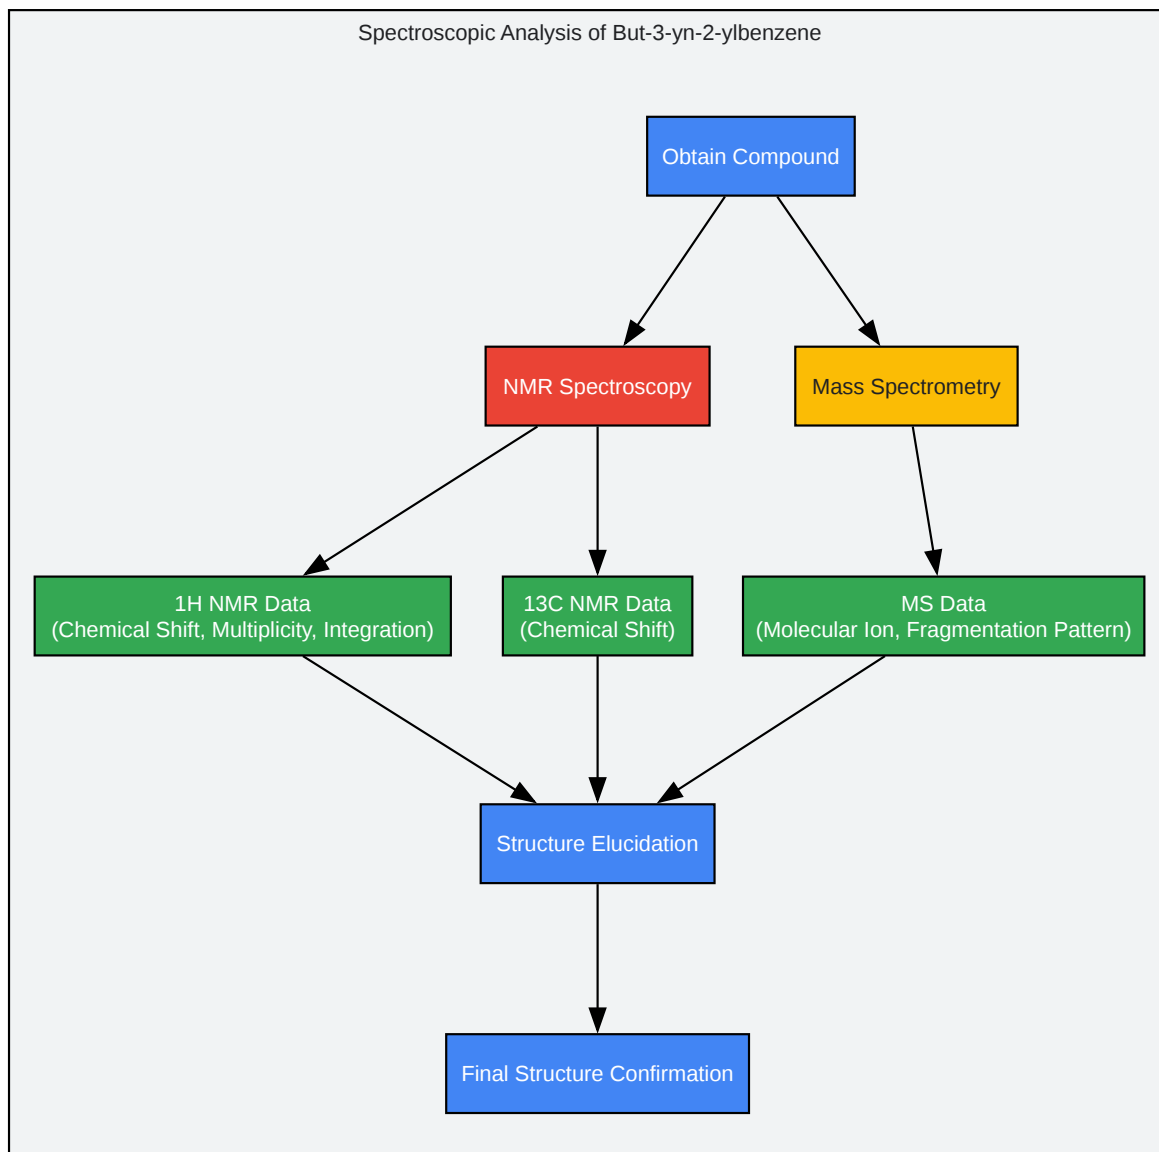 Spectroscopic Analysis of But-3-yn-2-ylbenzene
Obtain Compound
NMR Spectroscopy
Mass Spectrometry
1H NMR Data
(Chemical Shift, Multiplicity, Integration)
13C NMR Data
(Chemical Shift)
MS Data
(Molecular Ion, Fragmentation Pattern)
Structure Elucidation
Final Structure Confirmation